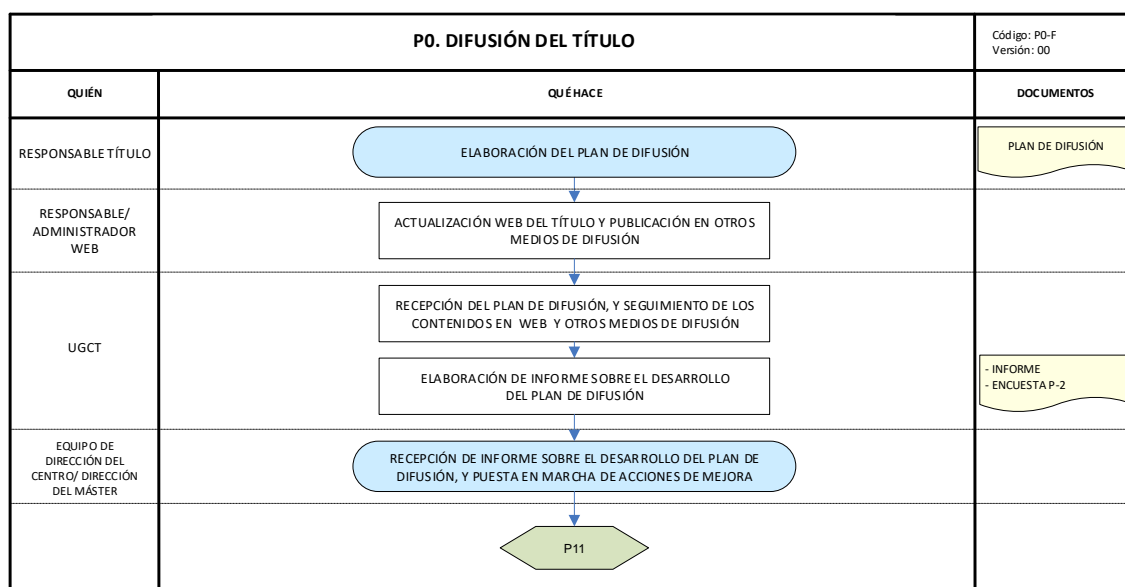 P0. DIFUSIÓN DEL TÍTULO
Código: P0-F
Versión: 00
QUIÉN
QUÉ HACE
DOCUMENTOS
RESPONSABLE TÍTULO
ELABORACIÓN DEL PLAN DE DIFUSIÓN
PLAN DE DIFUSIÓN
RESPONSABLE/
ADMINISTRADOR
WEB
ACTUALIZACIÓN WEB DEL TÍTULO Y PUBLICACIÓN EN OTROS
MEDIOS DE DIFUSIÓN
UGCT
RECEPCIÓN DEL PLAN DE DIFUSIÓN, Y SEGUIMIENTO DE LOS
CONTENIDOS EN WEB Y OTROS MEDIOS DE DIFUSIÓN
ELABORACIÓN DE INFORME SOBRE EL DESARROLLO
DEL PLAN DE DIFUSIÓN
- INFORME
- ENCUESTA P-2
EQUIPO DE
DIRECCIÓN DEL
CENTRO/ DIRECCIÓN
DEL MÁSTER
RECEPCIÓN DE INFORME SOBRE EL DESARROLLO DEL PLAN DE
DIFUSIÓN, Y PUESTA EN MARCHA DE ACCIONES DE MEJORA
P11